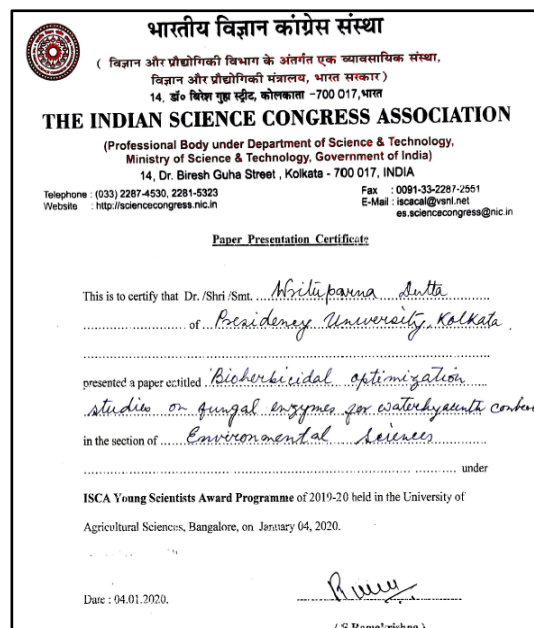 भारतीय विज्ञान कांग्रेस संस्था
( विज्ञान और प्रौद्योगिकी विभाग के अंतर्गत एक व्यावसायिक संस्था,
विज्ञान और प्रौद्योगिकी मंत्रालय, भारत सरकार)
14, डॉ० बिरेश गुहा स्ट्रीट, कोलकाता -700 017,भारत
THE INDIAN SCIENCE CONGRESS ASSOCIATION
(Professional Body under Department of Science & Technology,
Ministry of Science & Technology, Government of India)
14, Dr. Biresh Guha Street , Kolkata - 700 017, INDIA
Telephone : (033) 2287-4530, 2281-5323 Fax : 0091-33-2287-2551
Website : http://sciencecongress.nic.in E-Mail : iscacal@vsnl.net
es.sciencecongress@nic.in
Paper Presentation Certificate
This is to certify that Dr. /Shri /Smt. Writuparna Dutta
of Presidency University, Kolkata
presented a paper entitled Bioherbicidal optimization
studies on fungal enzymes for waterhyacinth
in the section of Environmental Sciences
under
ISCA Young Scientists Award Programme of 2019-20 held in the University of
Agricultural Sciences, Bangalore, on January 04, 2020.
Date : 04.01.2020.
( S Ramakrishna )